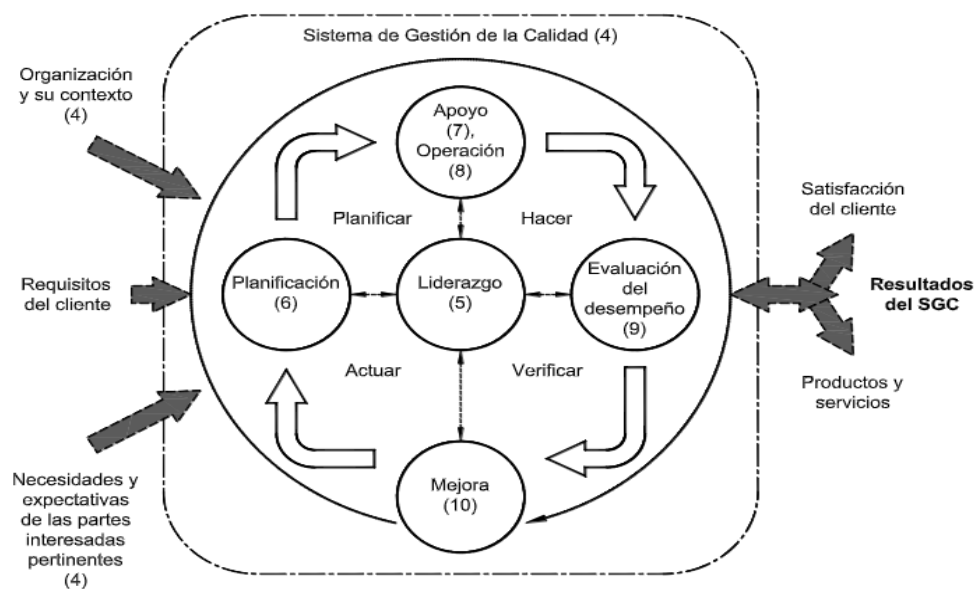 Sistema de Gestión de la Calidad (4)
Organización
y su contexto
(4)
Requisitos
del cliente
Necesidades y
expectativas
de las partes
interesadas
pertinentes
(4)
Apoyo
(7),
Operación
(8)
Planificar
Hacer
Planificación
(6)
Liderazgo
(5)
Evaluación
del
desempeño
(9)
Actuar
Verificar
Mejora
(10)
Satisfacción
del cliente
Resultados
del SGC
Productos y
servicios